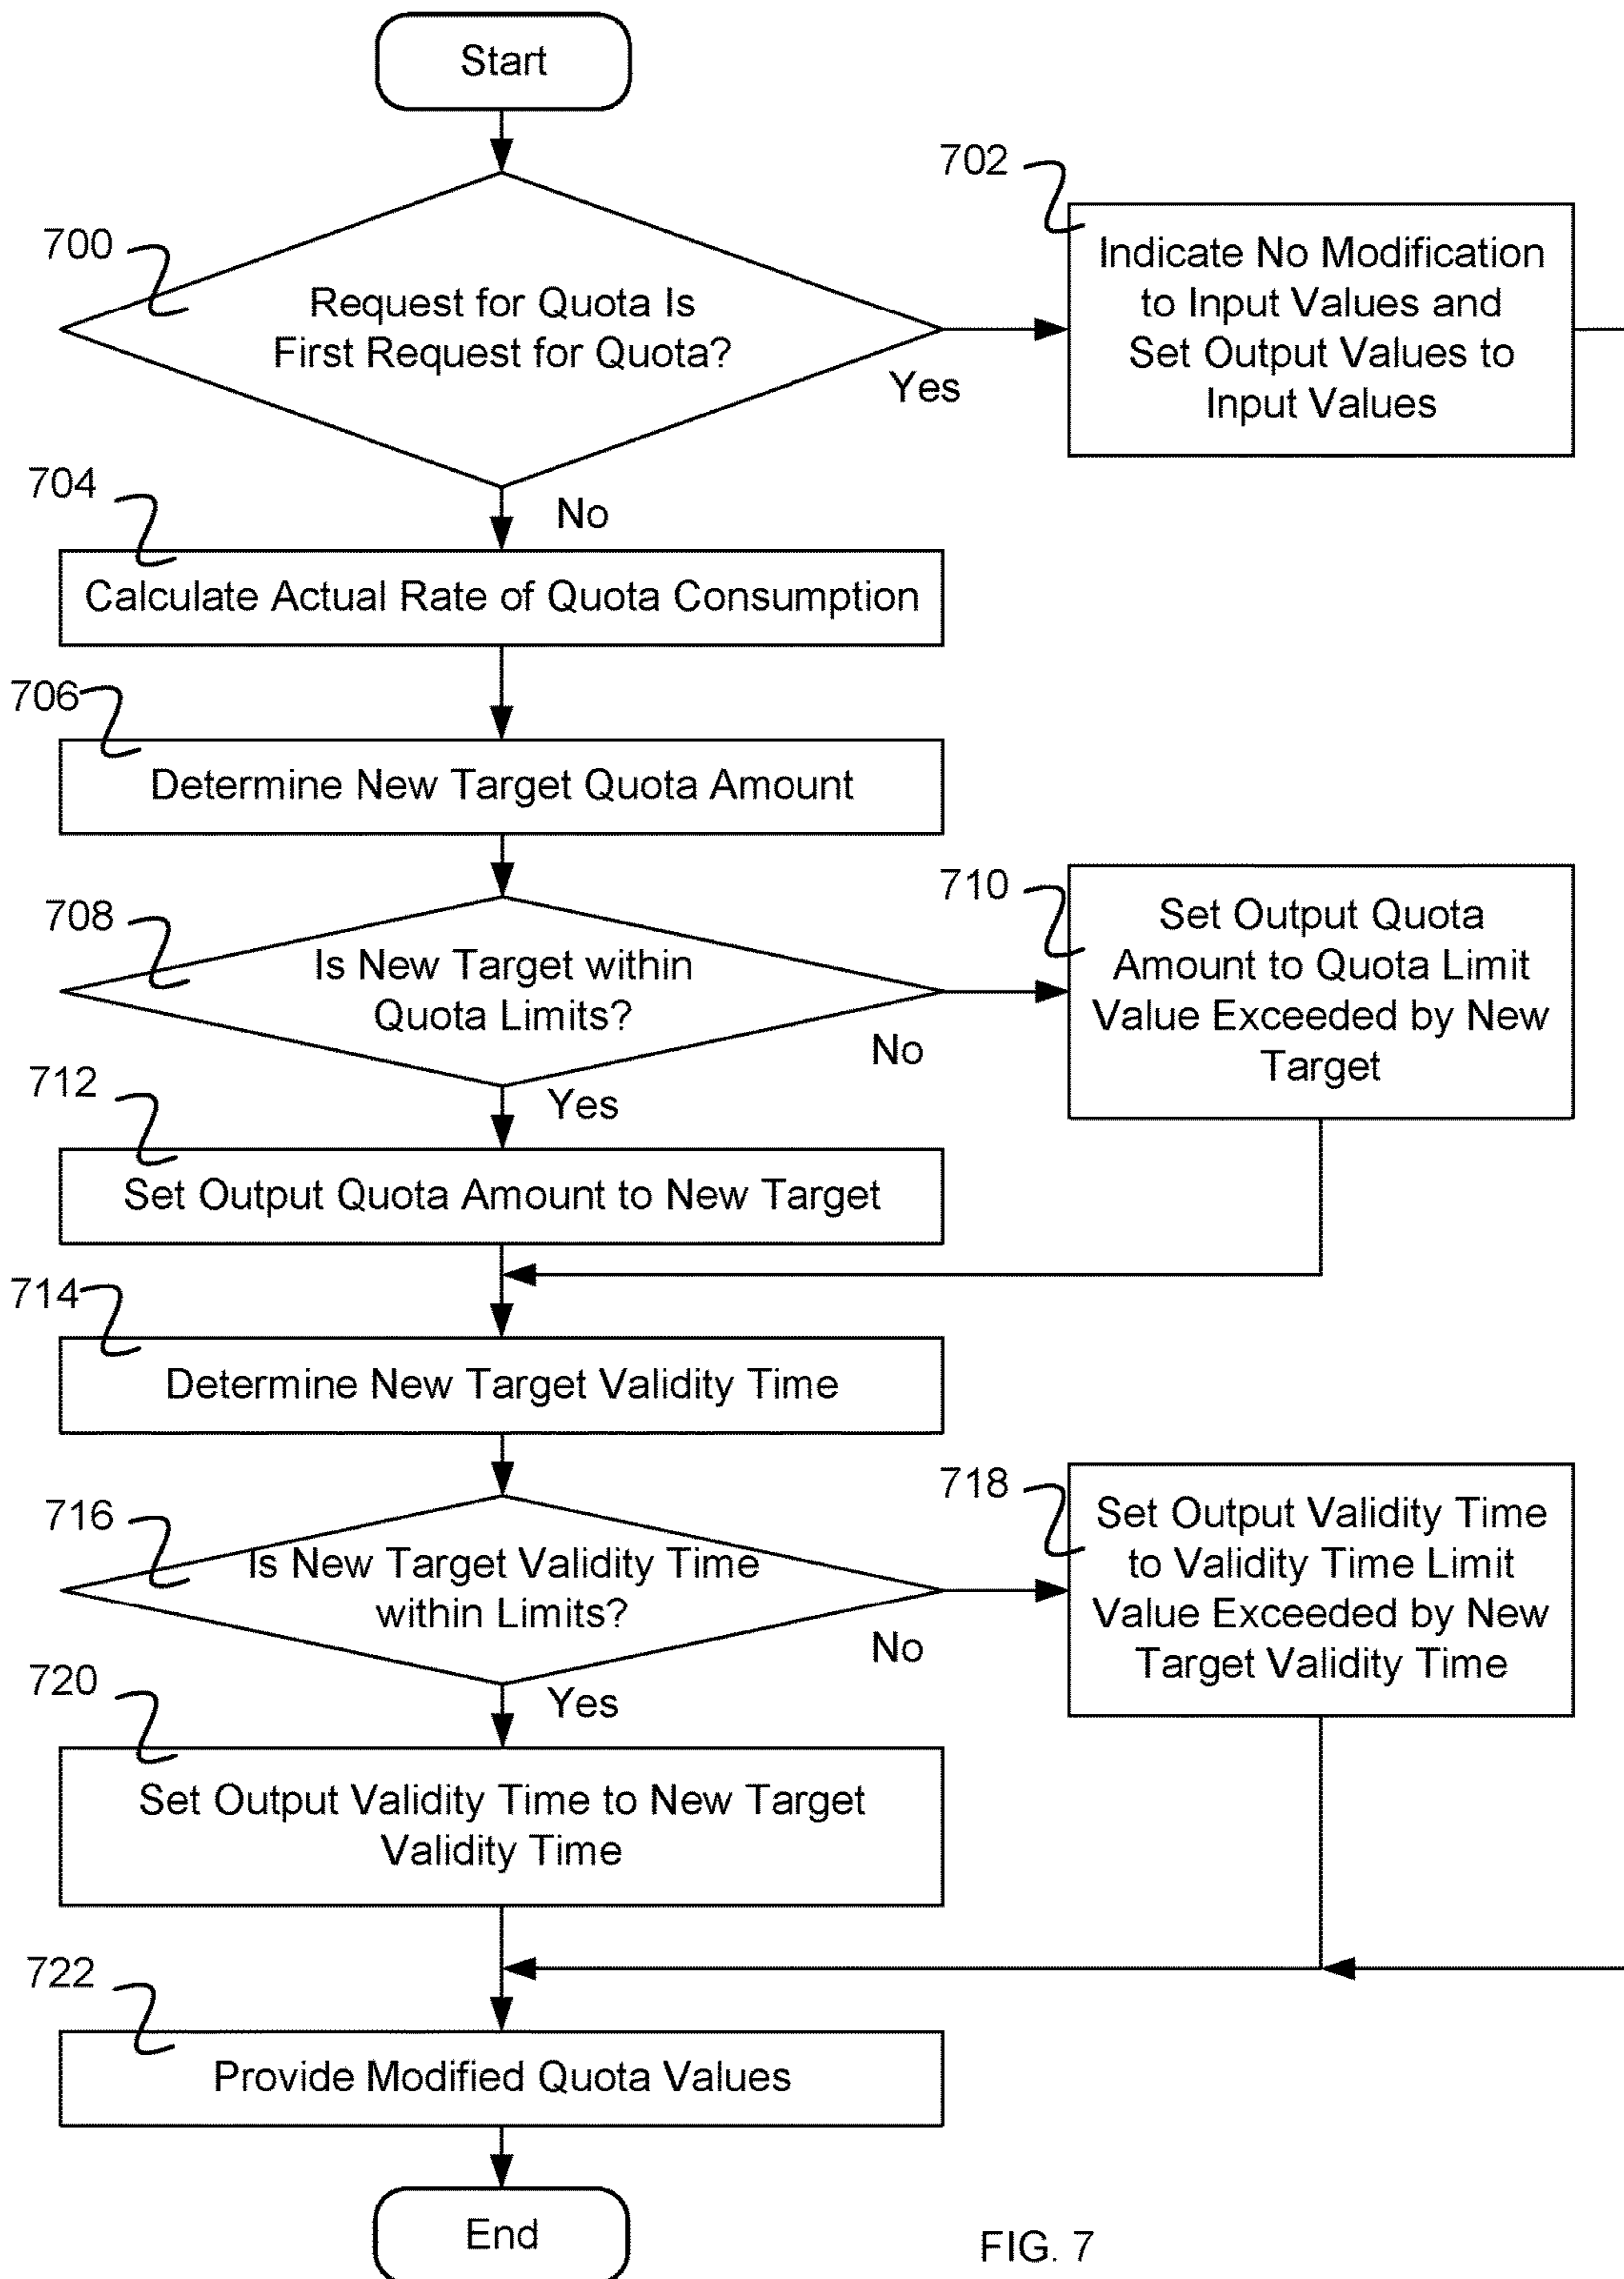 Start
702
700
Request for Quota Is
First Request for Quota?
Yes
Indicate No Modification
to Input Values and
Set Output Values to
Input Values
704
No
Calculate Actual Rate of Quota Consumption
706
Determine New Target Quota Amount
708
Is New Target within
Quota Limits?
No
710
Set Output Quota
Amount to Quota Limit
Value Exceeded by New
Target
712
Yes
Set Output Quota Amount to New Target
714
Determine New Target Validity Time
716
Is New Target Validity Time
within Limits?
No
718
Set Output Validity Time
to Validity Time Limit
Value Exceeded by New
Target Validity Time
720
Yes
Set Output Validity Time to New Target
Validity Time
722
Provide Modified Quota Values
End
FIG. 7